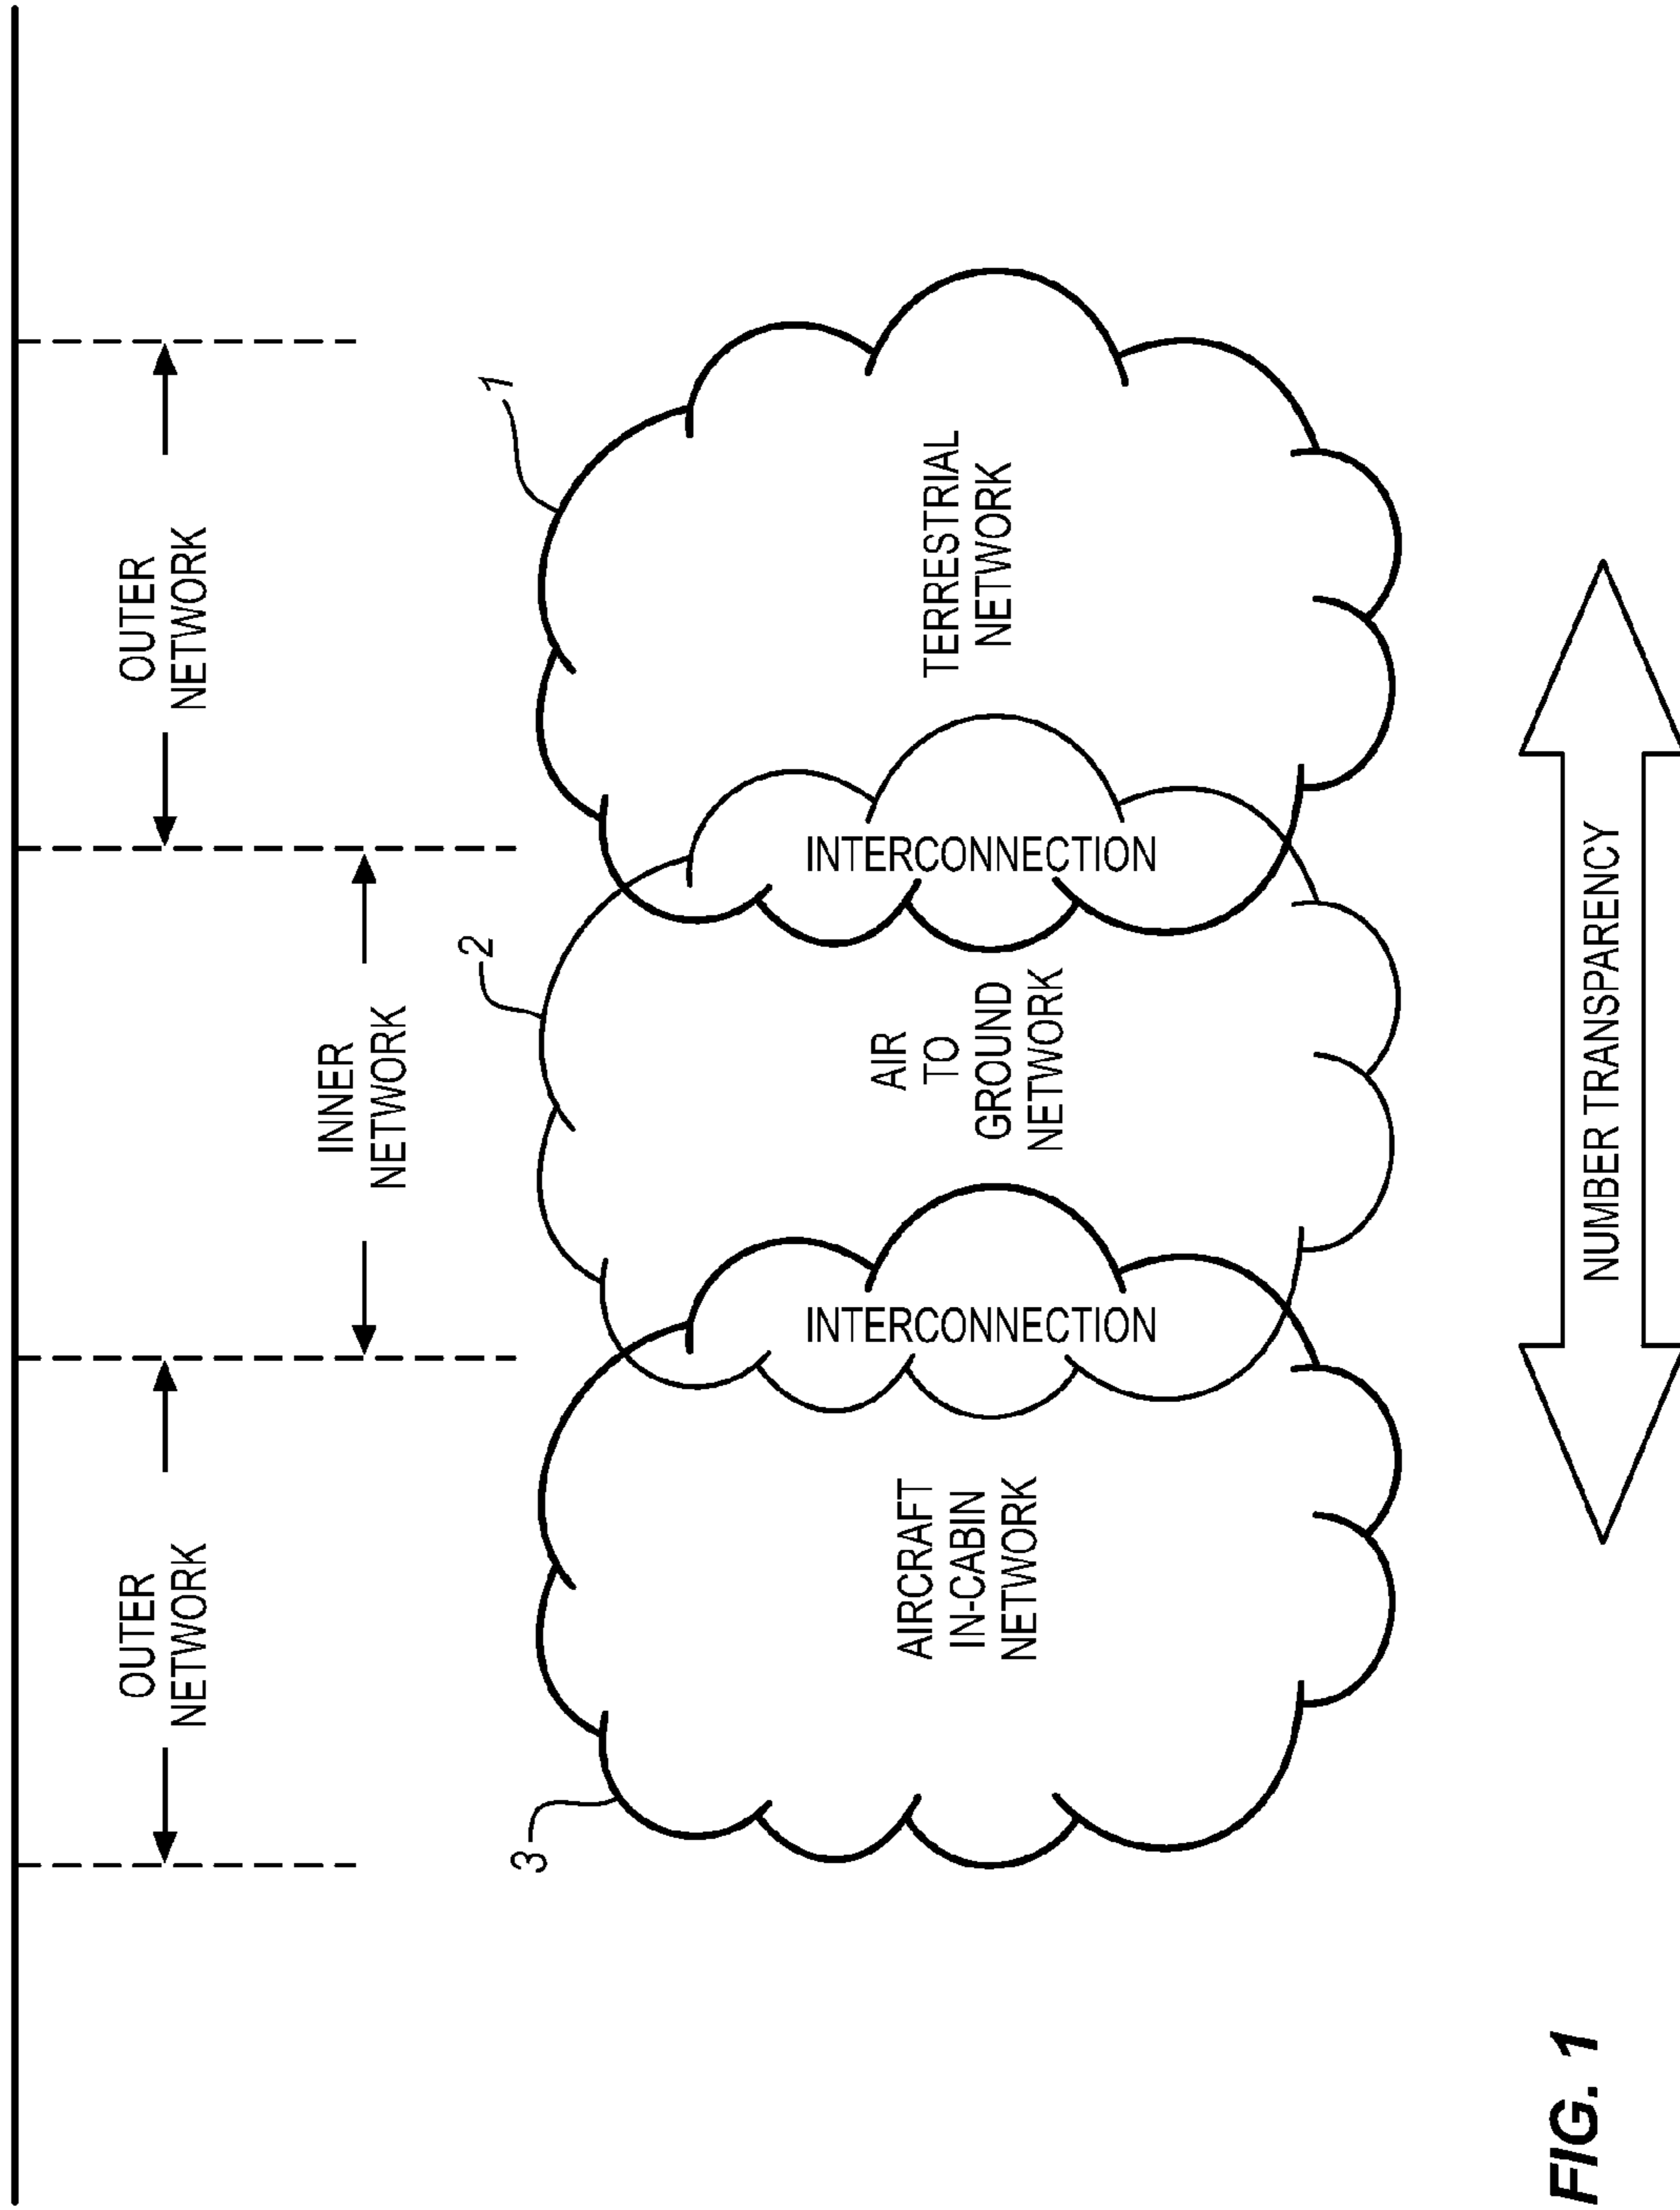 OUTER
NETWORK
INNER
NETWORK
OUTER
NETWORK
3
2
1
AIRCRAFT
IN-CABIN
NETWORK
INTERCONNECTION
AIR
TO
GROUND
NETWORK
INTERCONNECTION
TERRESTRIAL
NETWORK
NUMBER TRANSPARENCY
FIG. 1